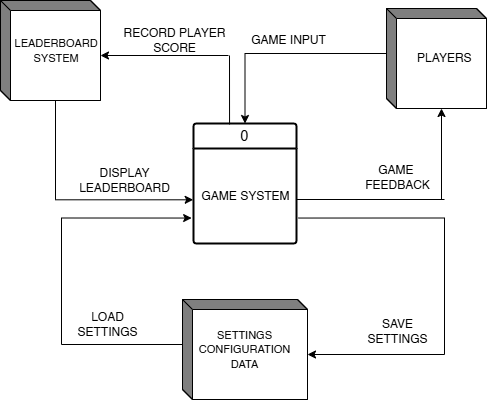 LEADERBOARD
SYSTEM
RECORD PLAYER
SCORE
GAME INPUT
PLAYERS
0
DISPLAY
LEADERBOARD
GAME SYSTEM
GAME
FEEDBACK
LOAD
SETTINGS
SETTINGS
CONFIGURATION
DATA
SAVE
SETTINGS